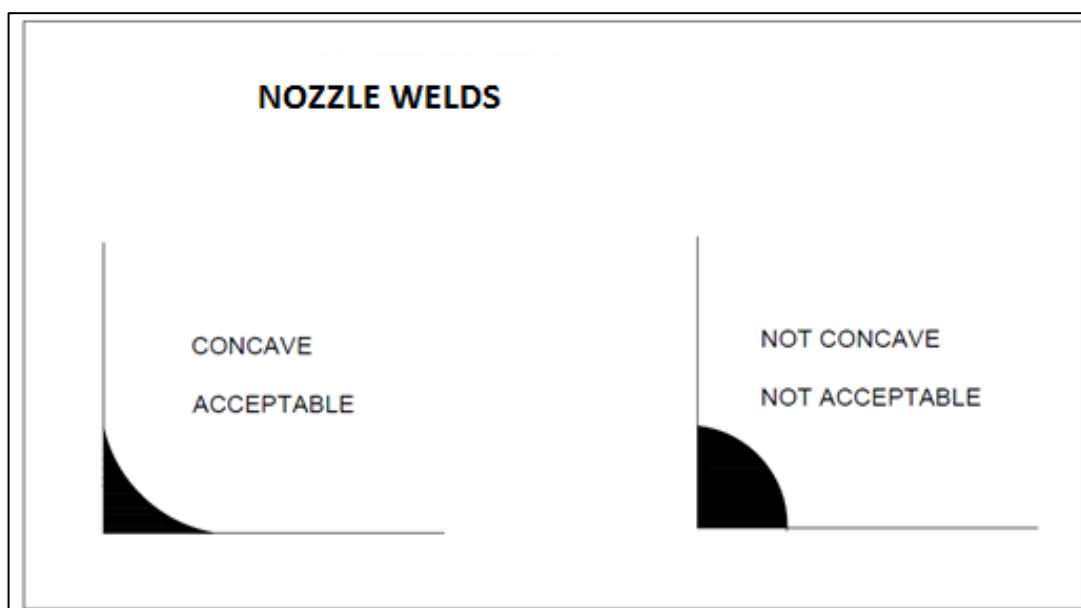 NOZZLE WELDS
CONCAVE
ACCEPTABLE
NOT CONCAVE
NOT ACCEPTABLE